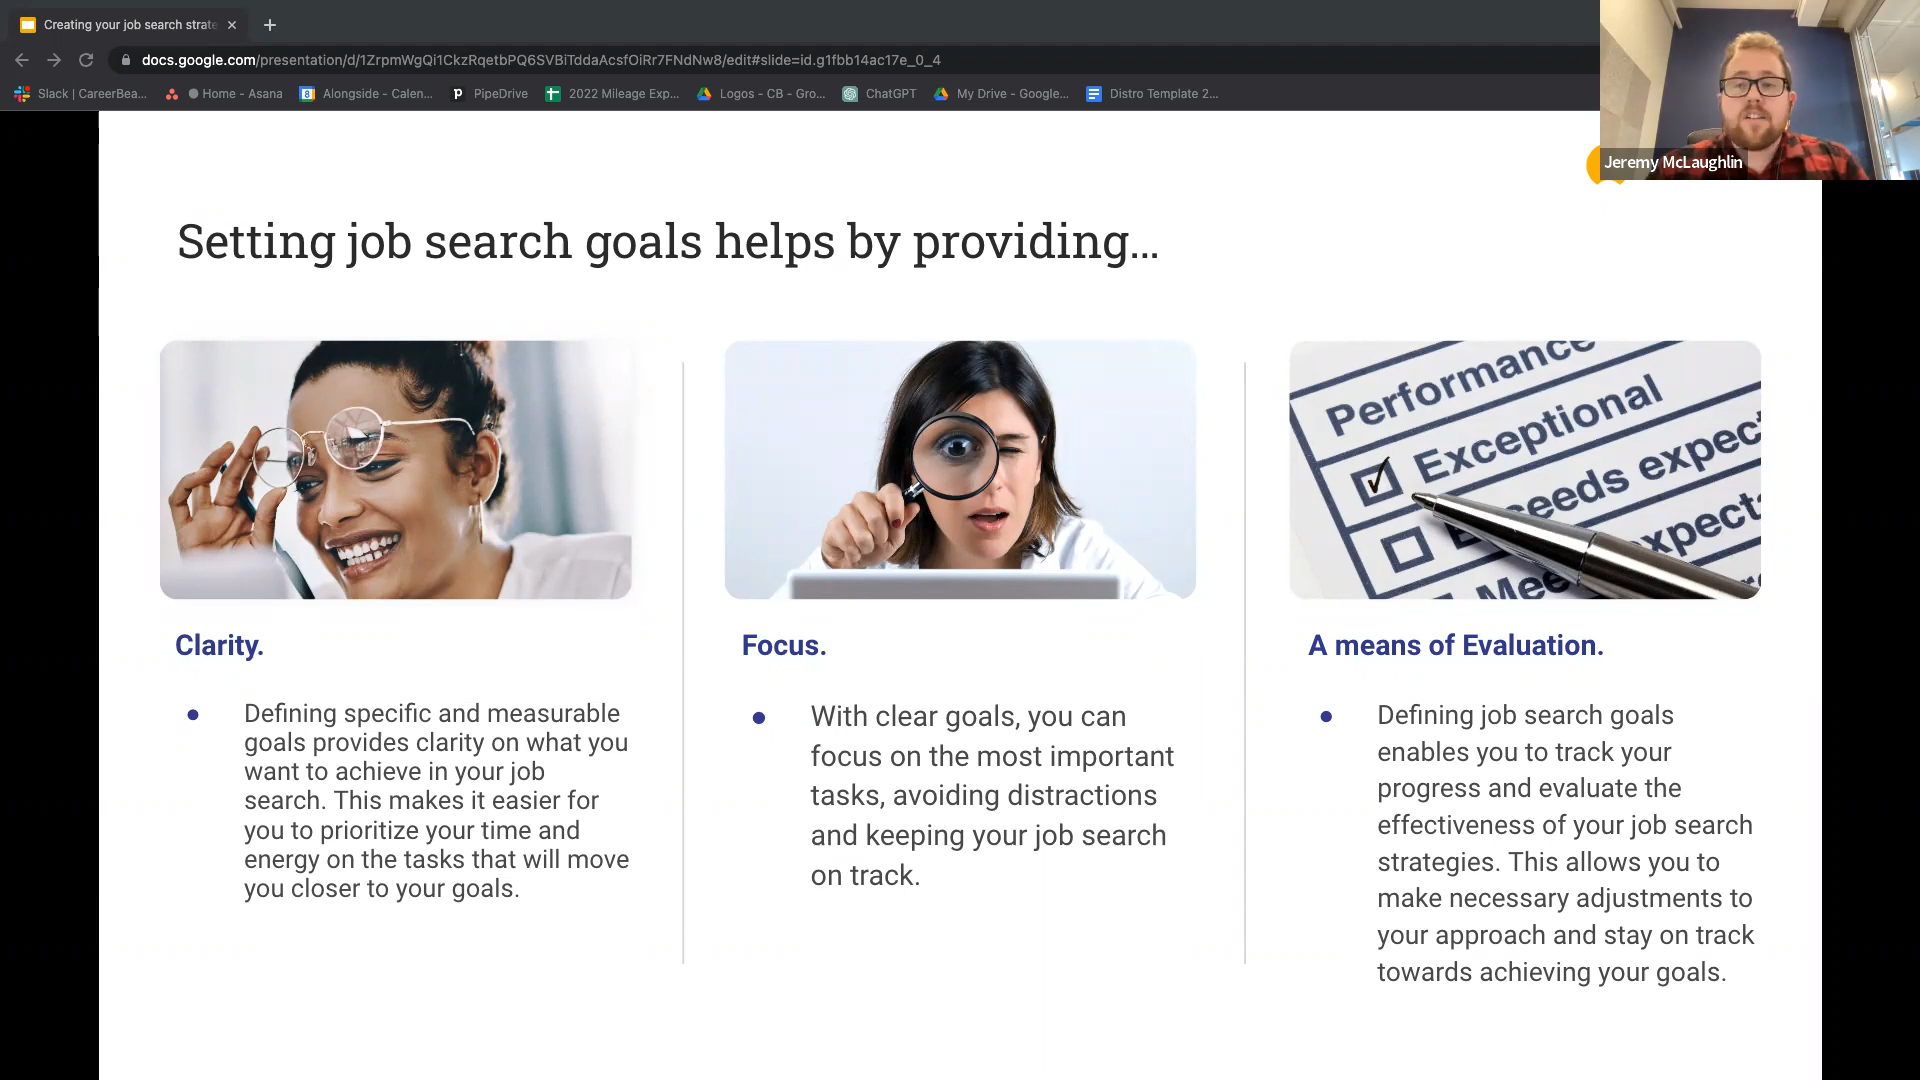 Creating your job search strate
docs.google.com/presentation/d/1ZrpmWgQi1CkzRqetbPQ6SVBiTddaAcsfOiRr7FNdNw8/edit#slide=id.g1fbb14ac17e_0_4
Slack | CareerBea... Home - Asana Alongside - Calen... PipeDrive 2022 Mileage Exp... Logos - CB - Gro... ChatGPT My Drive - Google... Distro Template 2...
Jeremy McLaughlin
Setting job search goals helps by providing...
Performance
Exceptional
eeds expec
expect
Mee
Clarity.
Defining specific and measurable
goals provides clarity on what you
want to achieve in your job
search. This makes it easier for
you to prioritize your time and
energy on the tasks that will move
you closer to your goals.
Focus.
With clear goals, you can
focus on the most important
tasks, avoiding distractions
and keeping your job search
on track.
A means of Evaluation.
Defining job search goals
enables you to track your
progress and evaluate the
effectiveness of your job search
strategies. This allows you to
make necessary adjustments to
your approach and stay on track
towards achieving your goals.